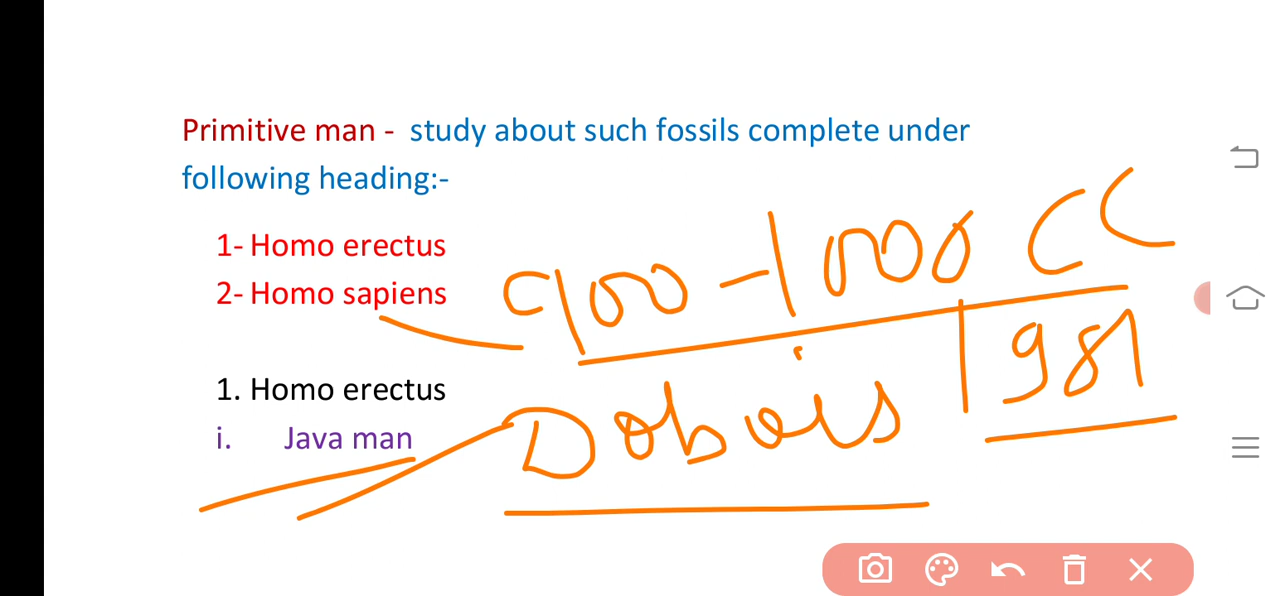 Primitive man - study about such fossils complete under
following heading:-
1- Homo erectus
2- Homo sapiens
900-1000 CC
1. Homo erectus
1981
i. Java man
Dobois